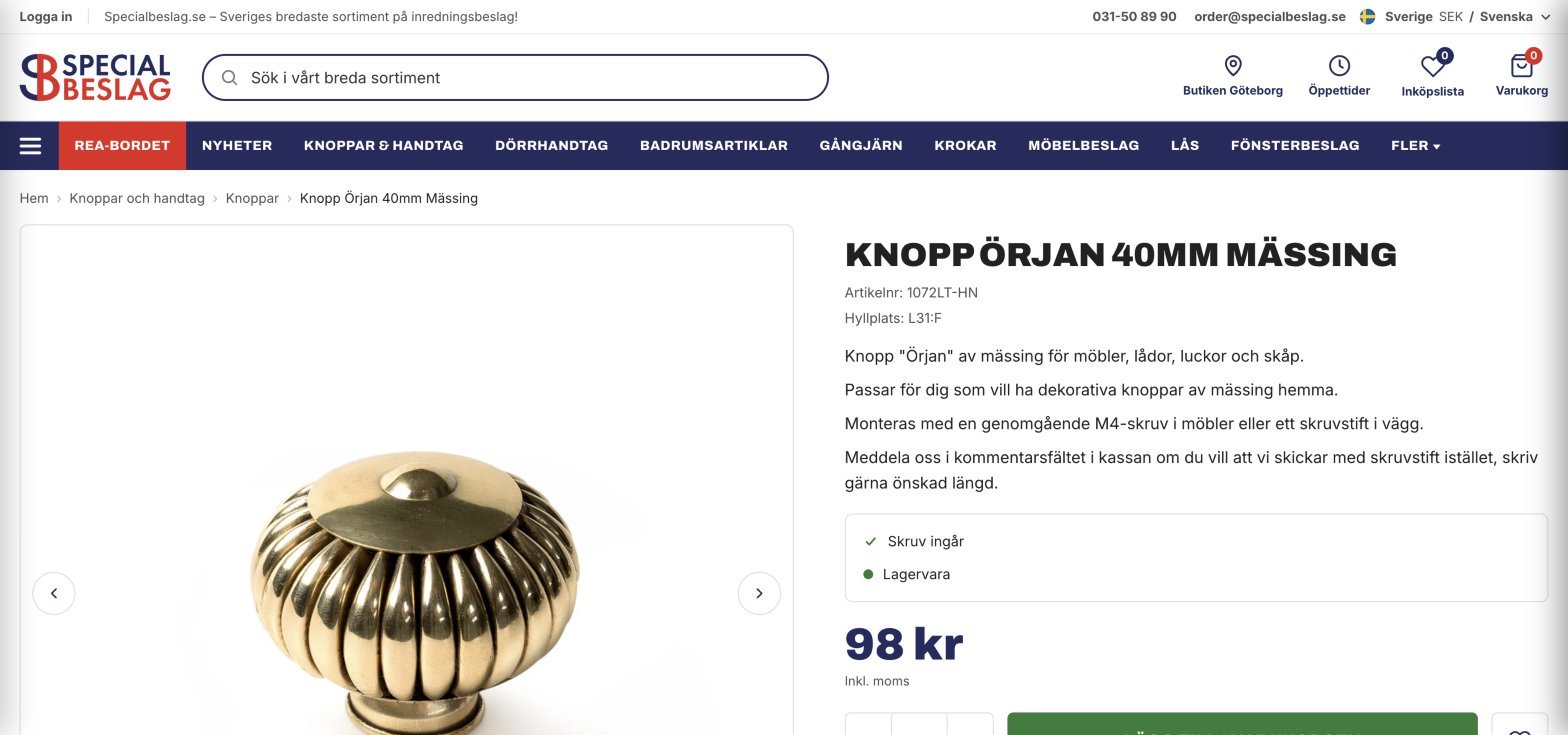 Logga in
Specialbeslag.se – Sveriges bredaste sortiment på inredningsbeslag!
031-50 89 90
order@specialbeslag.se
Sverige SEK / Svenska
SPECIAL
BESLAG
Sök i vårt breda sortiment
Butiken Göteborg
Öppettider
0
Inköpslista
0
Varukorg
REA-BORDET
NYHETER
KNOPPAR & HANDTAG
DÖRRHANDTAG
BADRUMSARTIKLAR
GÅNGJÄRN
KROKAR
MÖBELBESLAG
LÅS
FÖNSTERBESLAG
FLER
Hem › Knoppar och handtag › Knoppar › Knopp Örjan 40mm Mässing
KNOPP ÖRJAN 40MM MÄSSING
Artikelnr: 1072LT-HN
Hyllplats: L31:F
Knopp "Örjan" av mässing för möbler, lådor, luckor och skåp.
Passar för dig som vill ha dekorativa knoppar av mässing hemma.
Monteras med en genomgående M4-skruv i möbler eller ett skruvstift i vägg.
Meddela oss i kommentarsfältet i kassan om du vill att vi skickar med skruvstift istället, skriv
gärna önskad längd.
Skruv ingår
Lagervara
98 kr
Inkl. moms